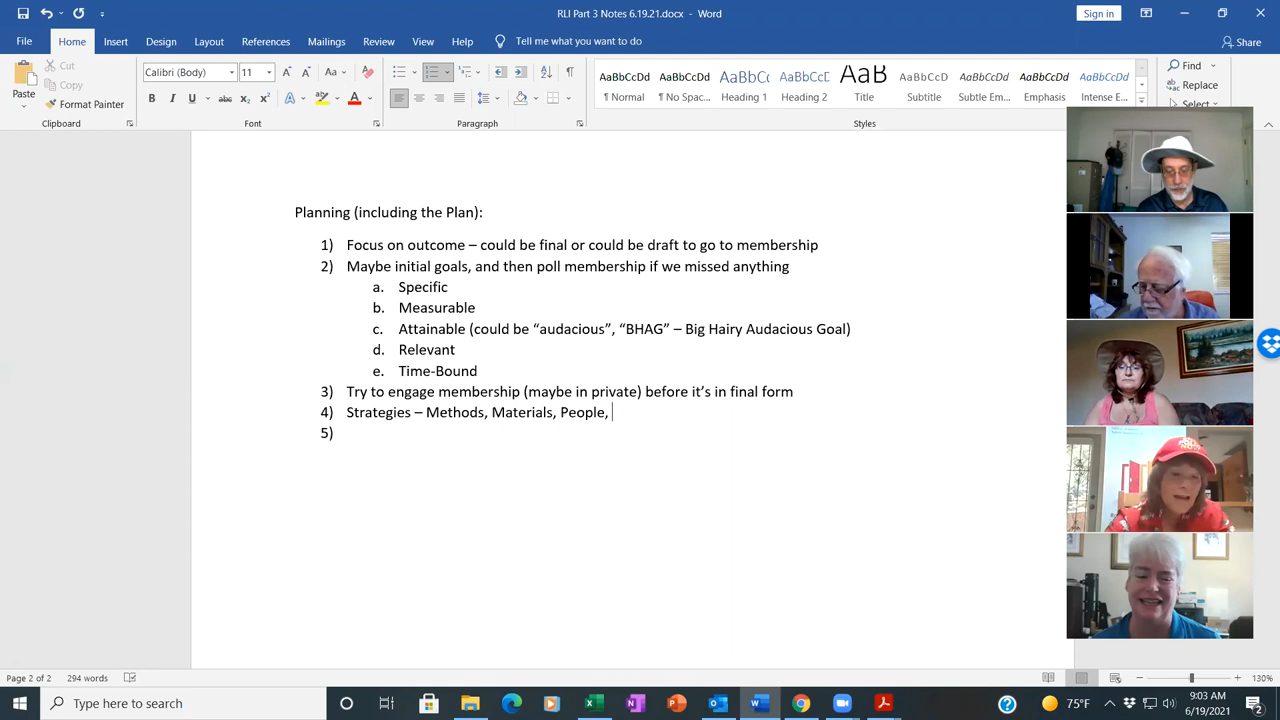 RLI Part 3 Notes 6.19.21.docx - Word
Sign in
File Home Insert Design Layout References Mailings Review View Help Tell me what you want to do Share
Paste
Cut
Copy
Format Painter
Clipboard
Calibri (Body) 11
Font
Paragraph
AaBbCcDd AaBbCcDd AaBbCc AaBbCcD AaB AaBbCcD AaBbCcDd AaBbCcDd AaBbCcDd
¶ Normal ¶ No Spac... Heading 1 Heading 2 Title Subtitle Subtle Em... Emphasis Intense E...
Styles
Find
Replace
Select
Planning (including the Plan):
1) Focus on outcome – could be final or could be draft to go to membership
2) Maybe initial goals, and then poll membership if we missed anything
a. Specific
b. Measurable
c. Attainable (could be “audacious”, “BHAG” – Big Hairy Audacious Goal)
d. Relevant
e. Time-Bound
3) Try to engage membership (maybe in private) before it’s in final form
4) Strategies – Methods, Materials, People,
5)
Page 2 of 2 294 words 130%
Type here to search
75°F
9:03 AM
6/19/2021
2